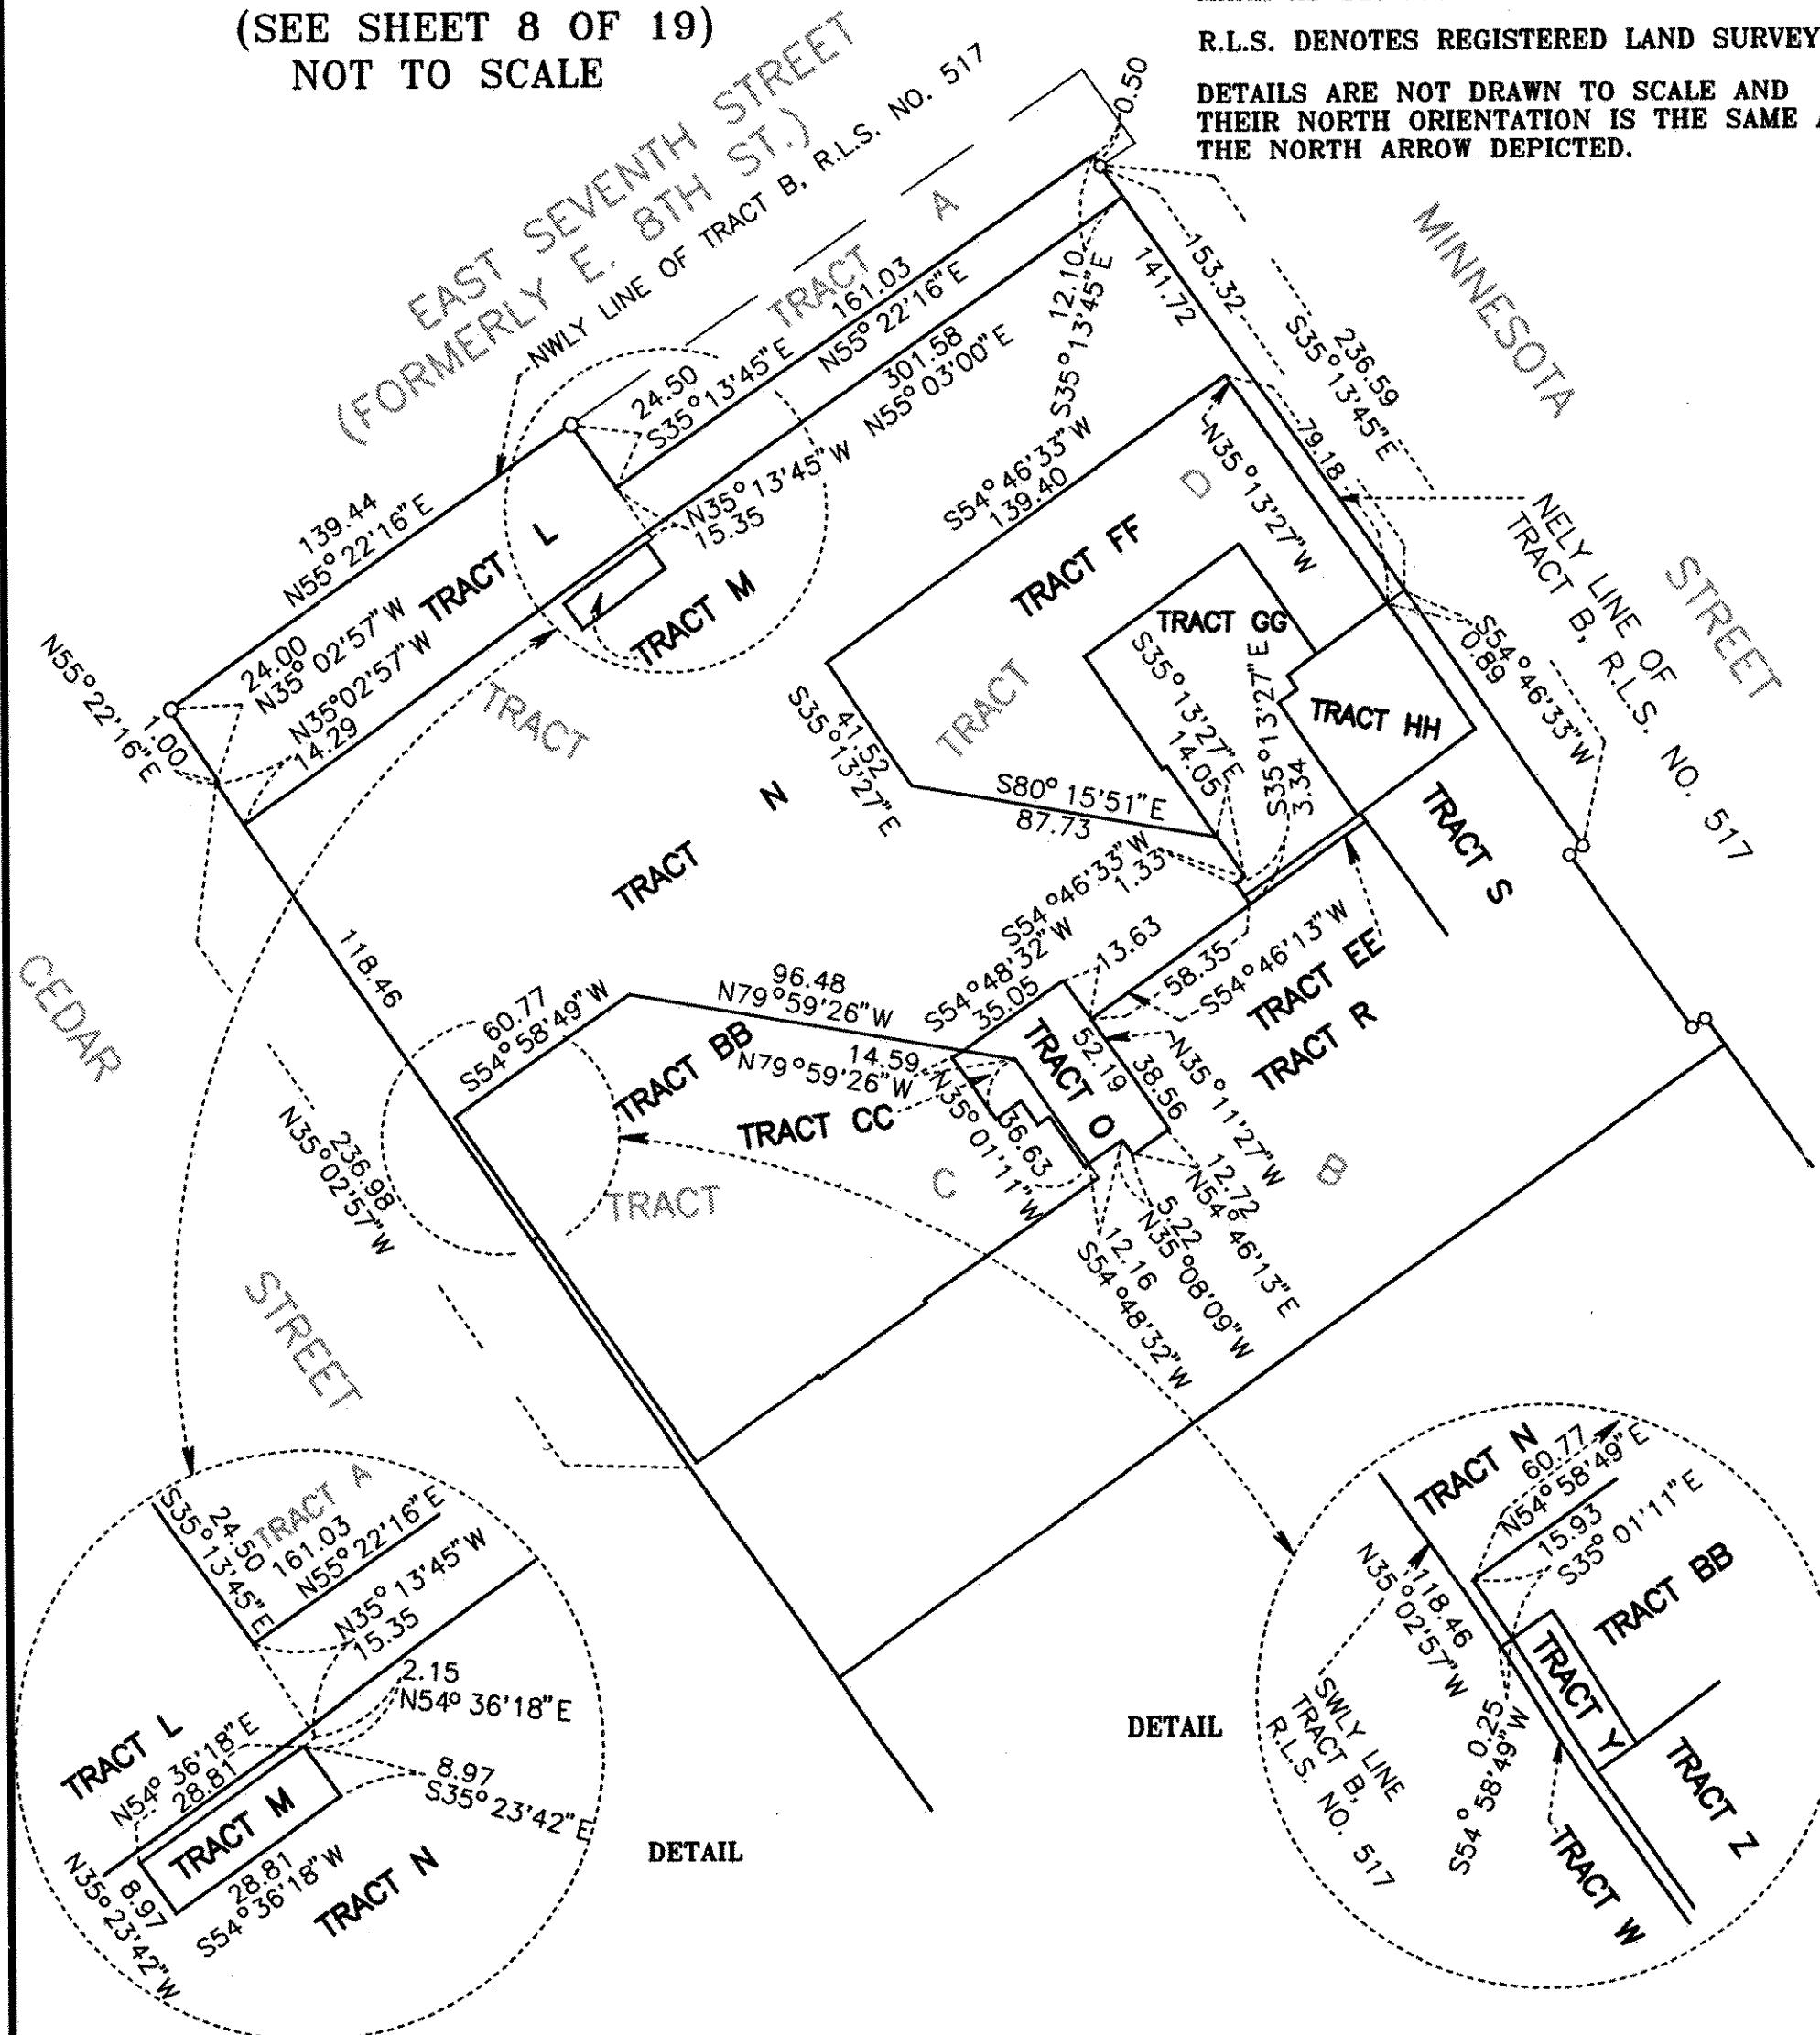 (SEE SHEET 8 OF 19)
NOT TO SCALE
R.L.S. DENOTES REGISTERED LAND SURVEY
DETAILS ARE NOT DRAWN TO SCALE AND
THEIR NORTH ORIENTATION IS THE SAME A
THE NORTH ARROW DEPICTED.
EAST SEVENTH STREET
(FORMERLY E. 8TH ST.)
NWLY LINE OF TRACT B, R.L.S. NO. 517
0.50
MINNESOTA
STREET
TRACT A
161.03
N55°22'16"E
301.58
N55°03'00"E
12.10
S35°13'45"E
141.72
153.32
236.59
S35°13'45"E
24.50
S35°13'45"E
N35°13'45"W
15.35
139.44
N55°22'16"E
TRACT L
TRACT M
24.00
N35°02'57"W
N35°02'57"W
14.29
N55°22'16"E
1.00
S54°46'33"W
139.40
D
N35°13'27"W
79.18
NELY LINE OF
TRACT B, R.L.S. NO. 517
TRACT FF
TRACT GG
TRACT HH
S54°46'33"W
0.89
TRACT
TRACT
41.52
S35°13'27"E
S35°13'27"E
14.05
S35°13'27"E
3.34
S80°15'51"E
87.73
S54°46'33"W
1.33
TRACT N
TRACT S
S54°48'32"W
35.05
13.63
58.35
S54°46'13"W
TRACT EE
TRACT R
118.46
60.77
S54°58'49"W
96.48
N79°59'26"W
14.59
N79°59'26"W
TRACT BB
TRACT CC
TRACT O
52.19
38.56
N35°11'27"W
36.63
N35°01'11"W
12.72
N54°46'13"E
5.22
N35°08'09"W
12.16
S54°48'32"W
CEDAR
STREET
TRACT C
B
236.98
N35°02'57"W
TRACT A
24.50
S35°13'45"E
161.03
N55°22'16"E
N35°13'45"W
15.35
2.15
N54°36'18"E
TRACT L
N54°36'18"E
28.81
8.97
S35°23'42"E
TRACT M
28.81
S54°36'18"W
8.97
N35°23'42"W
TRACT N
DETAIL
DETAIL
TRACT N
60.77
N54°58'49"E
15.93
S35°01'11"E
TRACT BB
118.46
N35°02'57"W
TRACT Y
TRACT Z
0.25
S54°58'49"W
SWLY LINE
TRACT B,
R.L.S. NO. 517
TRACT W